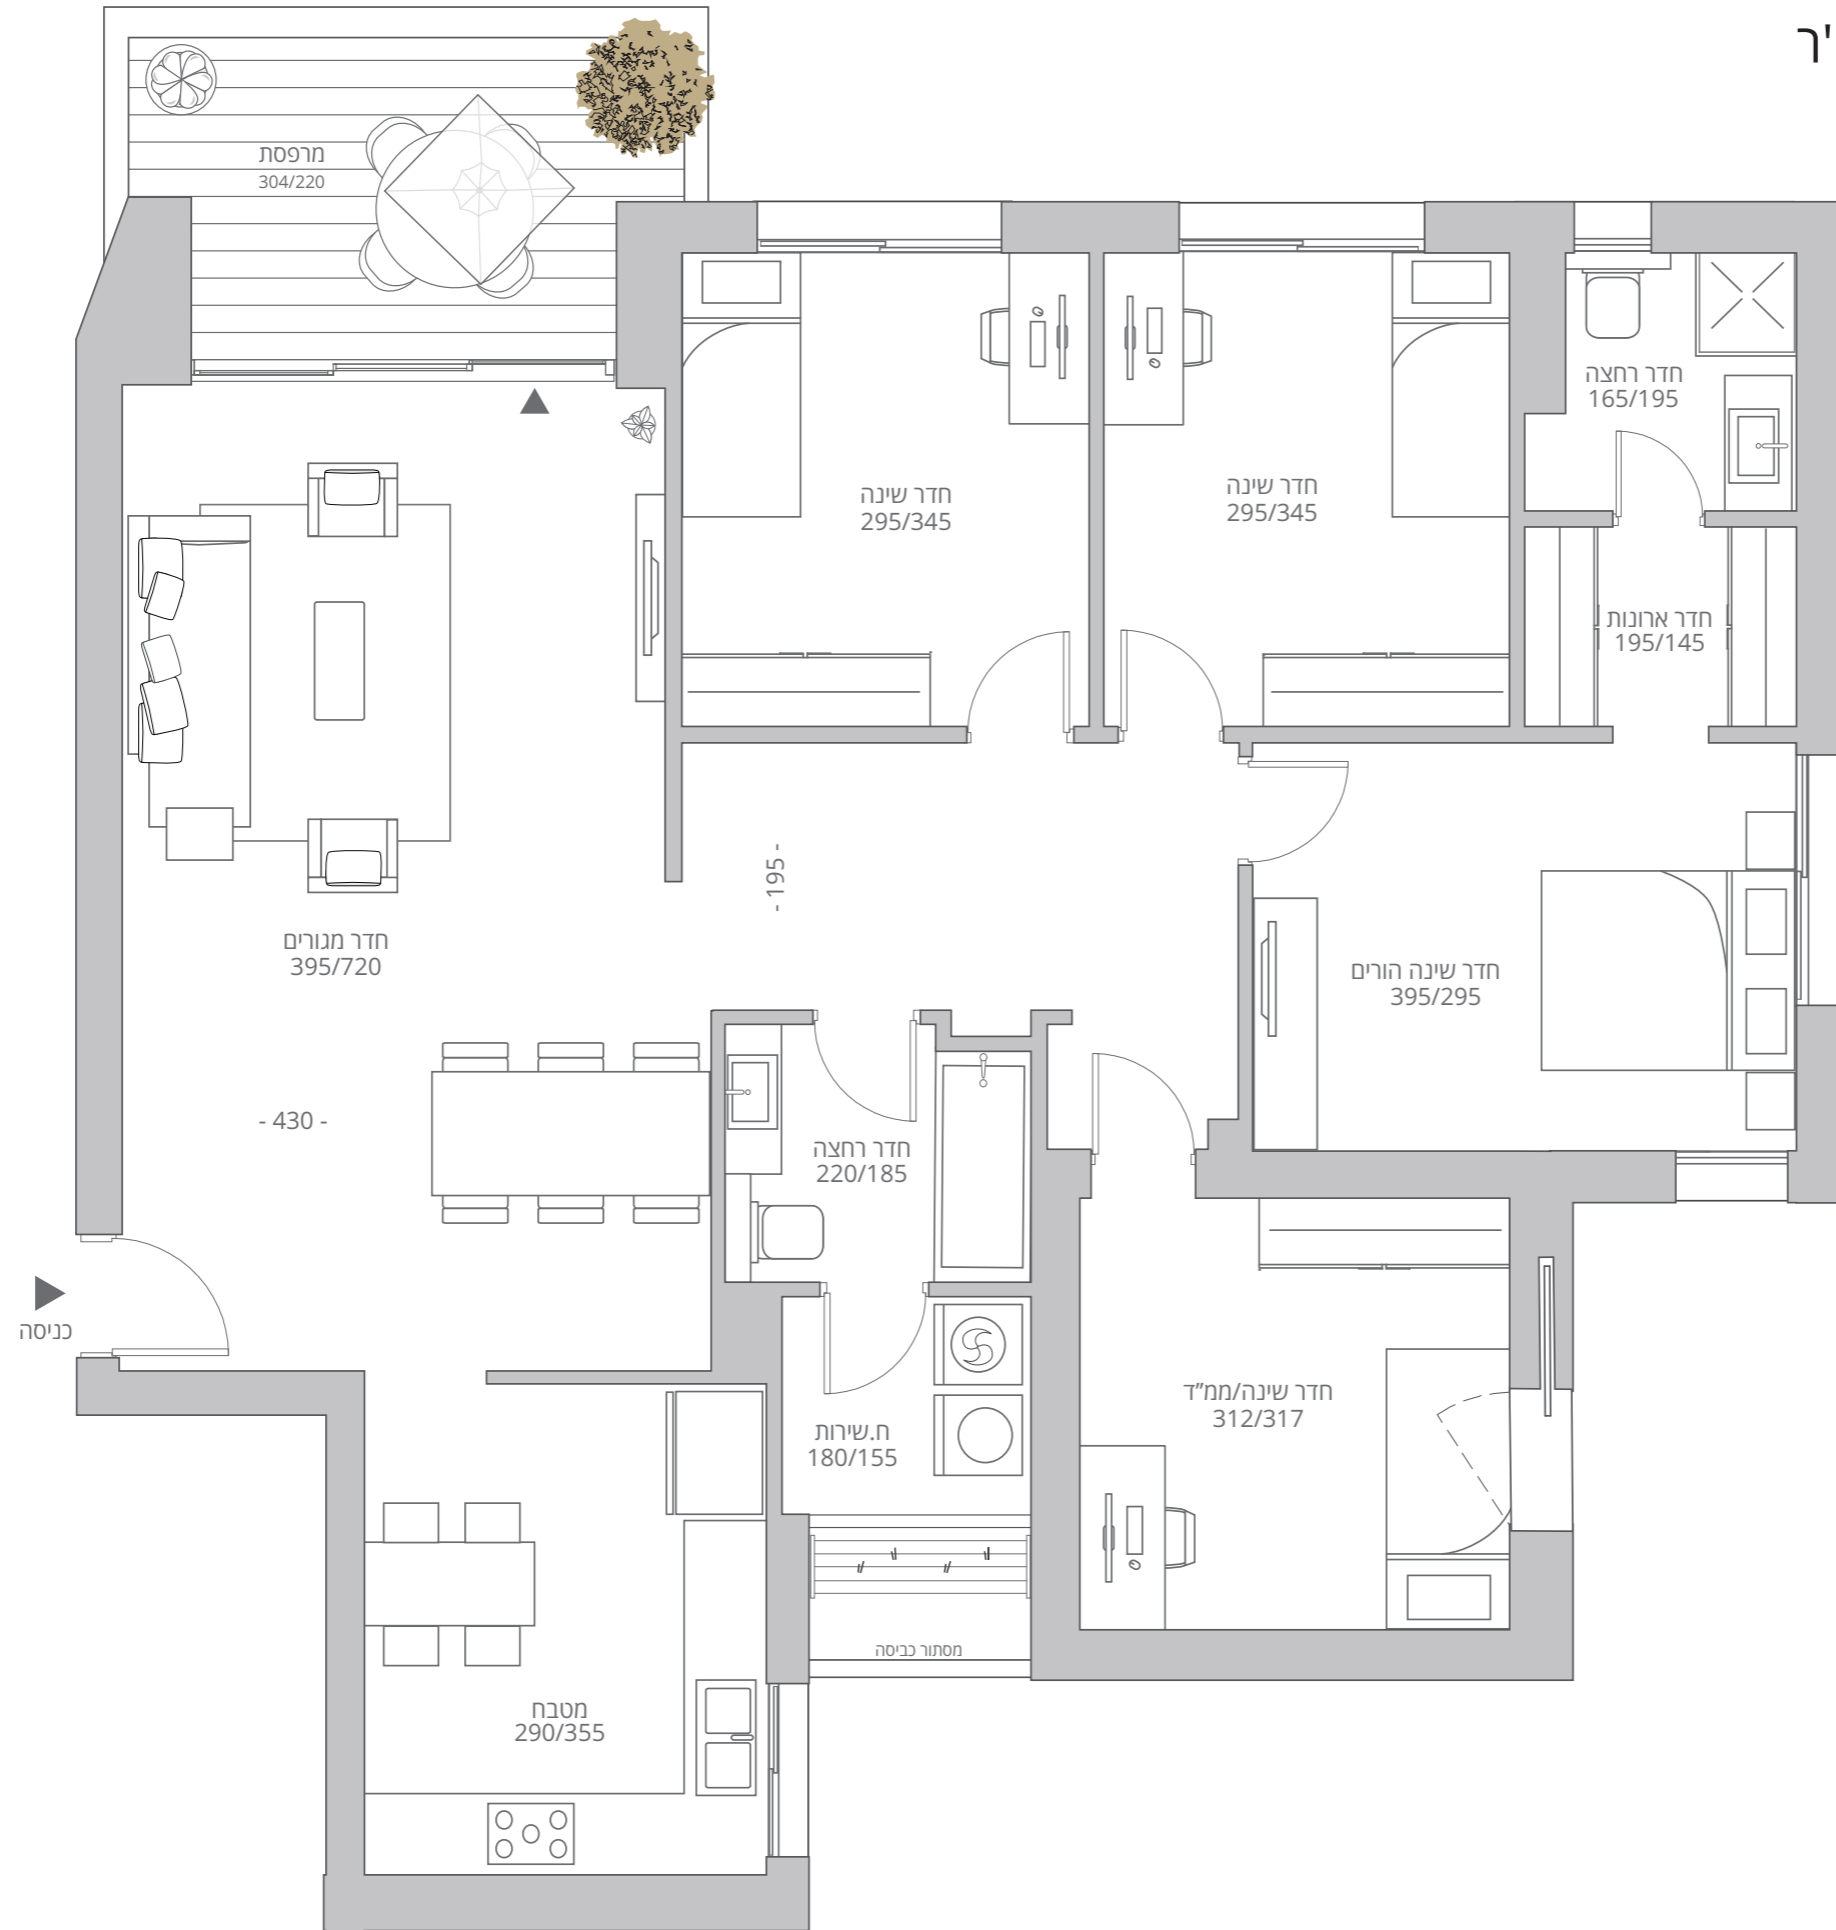 ך'
מרפסת
304/220
חדר שינה
295/345
חדר שינה
295/345
חדר רחצה
165/195
חדר ארונות
195/145
- 195 -
חדר מגורים
395/720
חדר שינה הורים
395/295
- 430 -
חדר רחצה
220/185
כניסה
ח.שירות
180/155
חדר שינה/ממ"ד
312/317
מסתור כביסה
מטבח
290/355